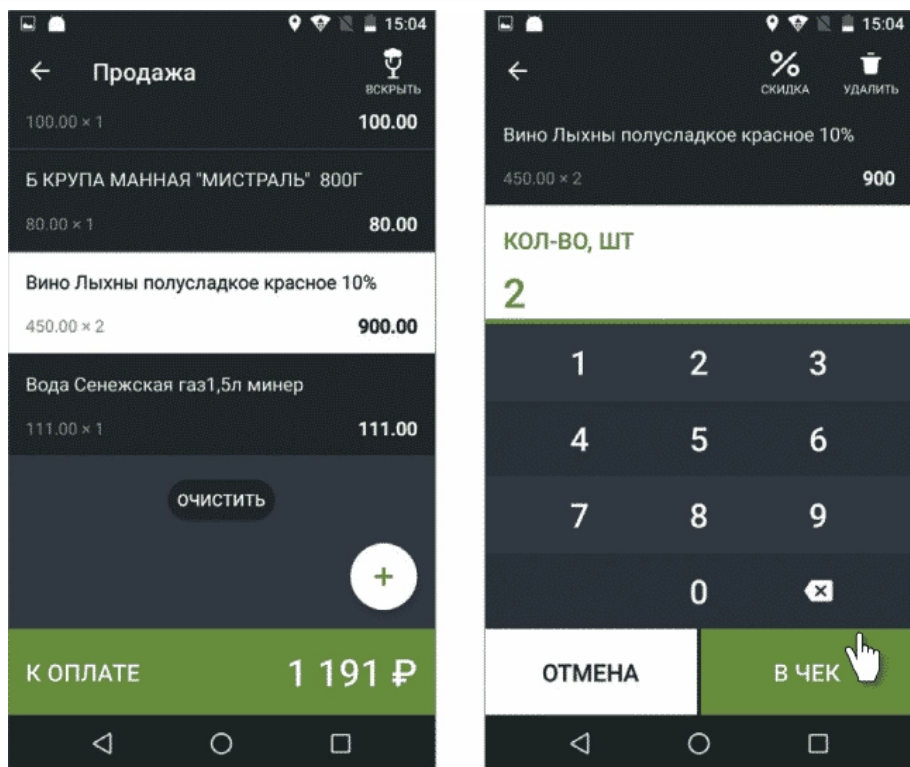 15:04
Продажа
ВСКРЫТЬ
100.00 × 1
100.00
Б КРУПА МАННАЯ "МИСТРАЛЬ" 800Г
80.00 × 1
80.00
Вино Лыхны полусладкое красное 10%
450.00 × 2
900.00
Вода Сенежская газ1,5л минер
111.00 × 1
111.00
ОЧИСТИТЬ
+
К ОПЛАТЕ
1 191 ₽
15:04
%
СКИДКА
УДАЛИТЬ
Вино Лыхны полусладкое красное 10%
450.00 × 2
900
КОЛ-ВО, ШТ
2
1 2 3
4 5 6
7 8 9
0
ОТМЕНА
В ЧЕК